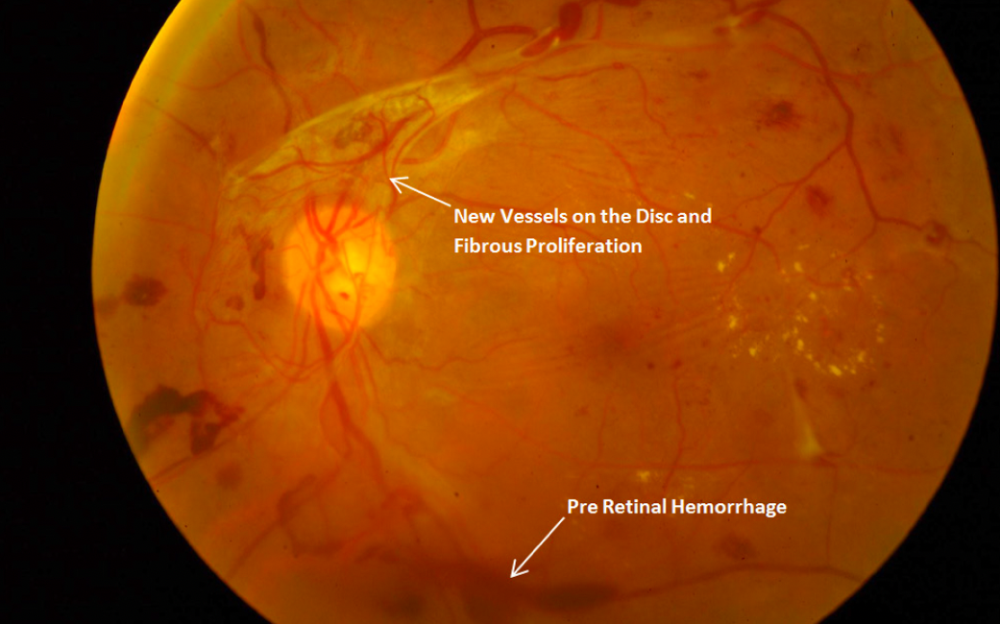 New Vessels on the Disc and
Fibrous Proliferation
Pre Retinal Hemorrhage